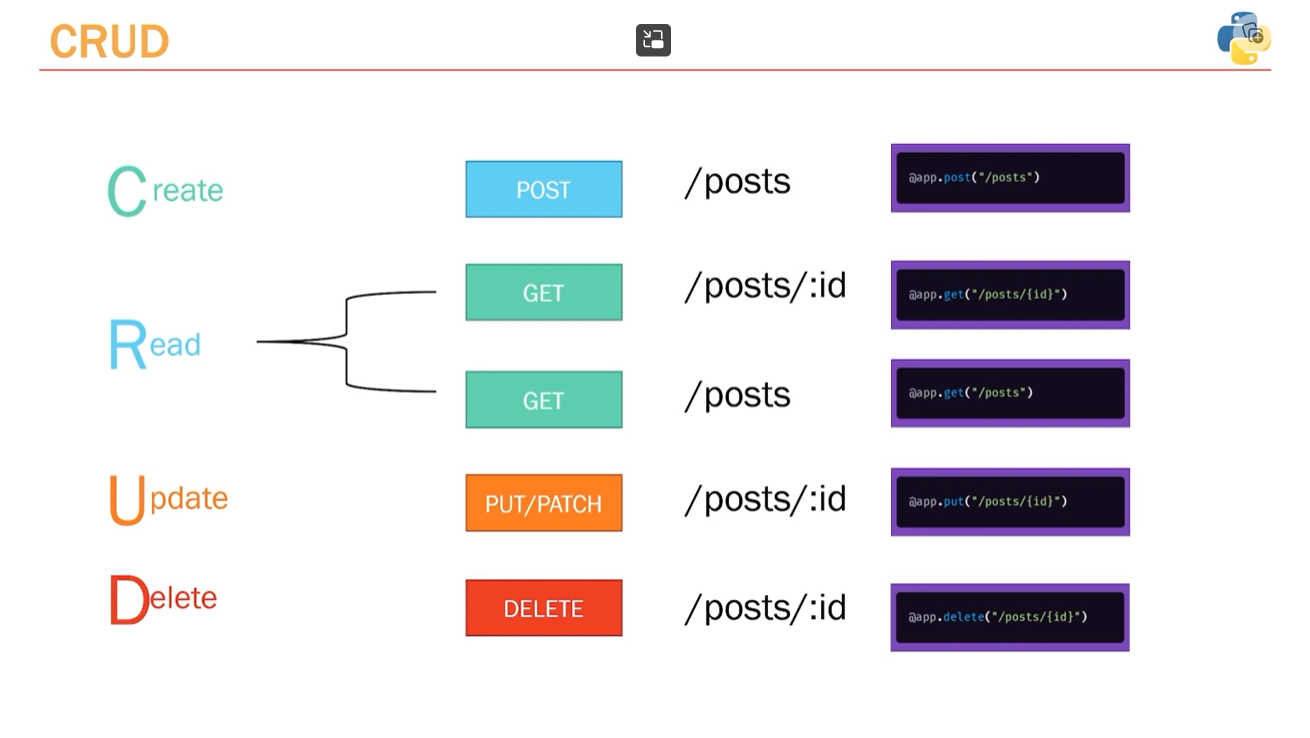 CRUD
Create POST /posts @app.post("/posts")
GET /posts/:id @app.get("/posts/{id}")
Read
GET /posts @app.get("/posts")
Update PUT/PATCH /posts/:id @app.put("/posts/{id}")
Delete DELETE /posts/:id @app.delete("/posts/{id}")